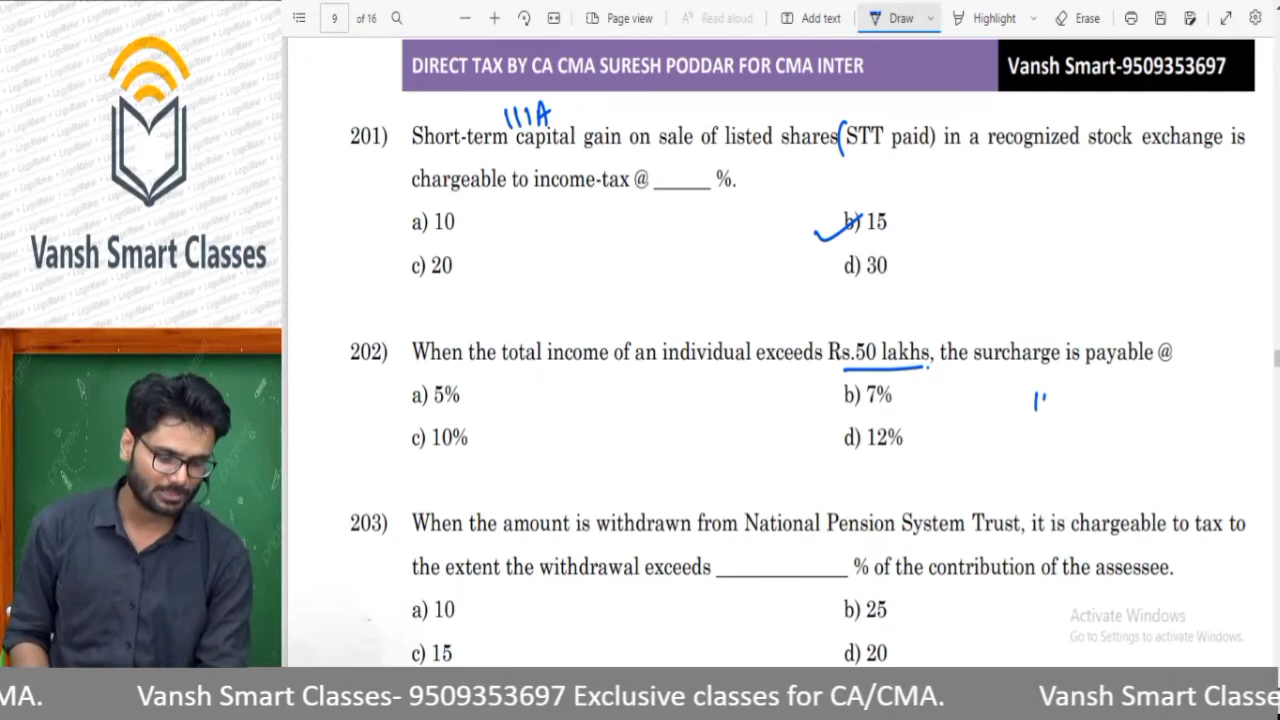 9 of 16 Page view Read aloud Add text Draw Highlight Erase
DIRECT TAX BY CA CMA SURESH PODDAR FOR CMA INTER
Vansh Smart-9509353697
111A
201) Short-term capital gain on sale of listed shares (STT paid) in a recognized stock exchange is
chargeable to income-tax @ ______ %.
a) 10 b) 15
c) 20 d) 30
202) When the total income of an individual exceeds Rs.50 lakhs, the surcharge is payable @
a) 5% b) 7%
c) 10% d) 12%
203) When the amount is withdrawn from National Pension System Trust, it is chargeable to tax to
the extent the withdrawal exceeds ______________ % of the contribution of the assessee.
a) 10 b) 25
c) 15 d) 20
Vansh Smart Classes
Activate Windows
Go to Settings to activate Windows.
MA. Vansh Smart Classes- 9509353697 Exclusive classes for CA/CMA. Vansh Smart Classe